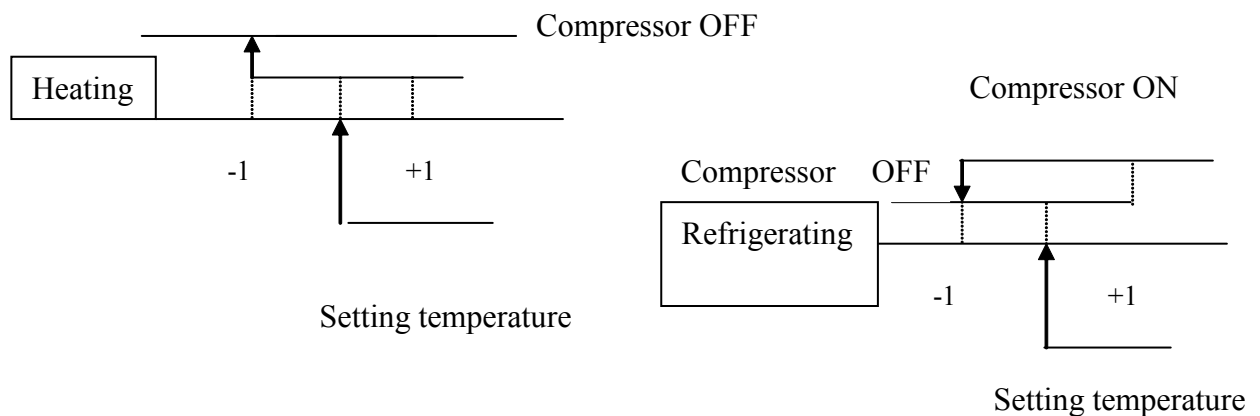 Compressor OFF
Heating
-1
+1
Setting temperature
Compressor ON
Compressor OFF
Refrigerating
-1
+1
Setting temperature